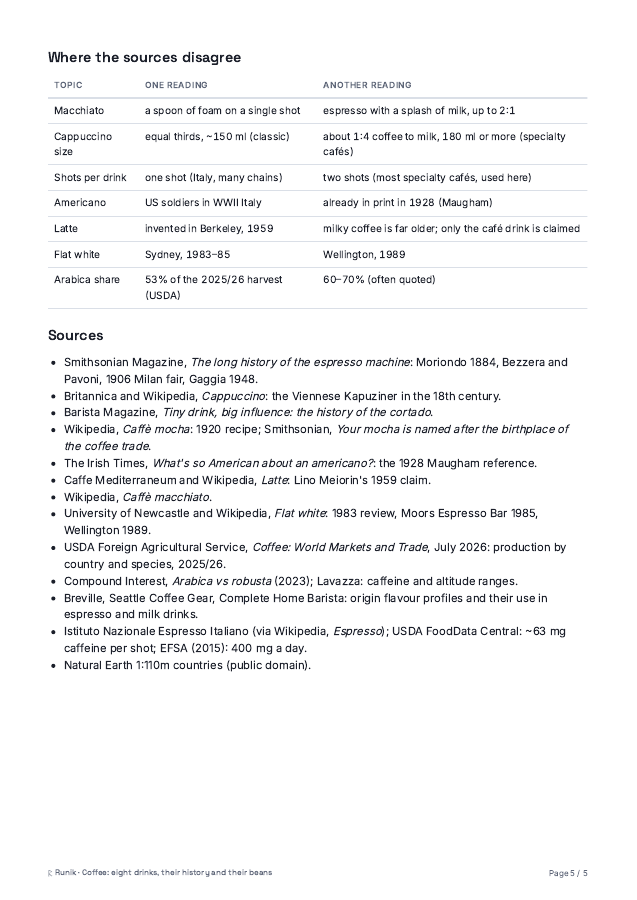 Where the sources disagree
TOPIC ONE READING ANOTHER READING
Macchiato a spoon of foam on a single shot espresso with a splash of milk, up to 2:1
Cappuccino equal thirds, ~150 ml (classic) about 1:4 coffee to milk, 180 ml or more (specialty
size cafés)
Shots per drink one shot (Italy, many chains) two shots (most specialty cafés, used here)
Americano US soldiers in WWII Italy already in print in 1928 (Maugham)
Latte invented in Berkeley, 1959 milky coffee is far older; only the café drink is claimed
Flat white Sydney, 1983–85 Wellington, 1989
Arabica share 53% of the 2025/26 harvest 60–70% (often quoted)
(USDA)
Sources
• Smithsonian Magazine, The long history of the espresso machine: Moriondo 1884, Bezzera and
Pavoni, 1906 Milan fair, Gaggia 1948.
• Britannica and Wikipedia, Cappuccino: the Viennese Kapuziner in the 18th century.
• Barista Magazine, Tiny drink, big influence: the history of the cortado.
• Wikipedia, Caffè mocha: 1920 recipe; Smithsonian, Your mocha is named after the birthplace of
the coffee trade.
• The Irish Times, What's so American about an americano?: the 1928 Maugham reference.
• Caffe Mediterraneum and Wikipedia, Latte: Lino Meiorin's 1959 claim.
• Wikipedia, Caffè macchiato.
• University of Newcastle and Wikipedia, Flat white: 1983 review, Moors Espresso Bar 1985,
Wellington 1989.
• USDA Foreign Agricultural Service, Coffee: World Markets and Trade, July 2026: production by
country and species, 2025/26.
• Compound Interest, Arabica vs robusta (2023); Lavazza: caffeine and altitude ranges.
• Breville, Seattle Coffee Gear, Complete Home Barista: origin flavour profiles and their use in
espresso and milk drinks.
• Istituto Nazionale Espresso Italiano (via Wikipedia, Espresso); USDA FoodData Central: ~63 mg
caffeine per shot; EFSA (2015): 400 mg a day.
• Natural Earth 1:110m countries (public domain).
Runik · Coffee: eight drinks, their history and their beans Page 5 / 5